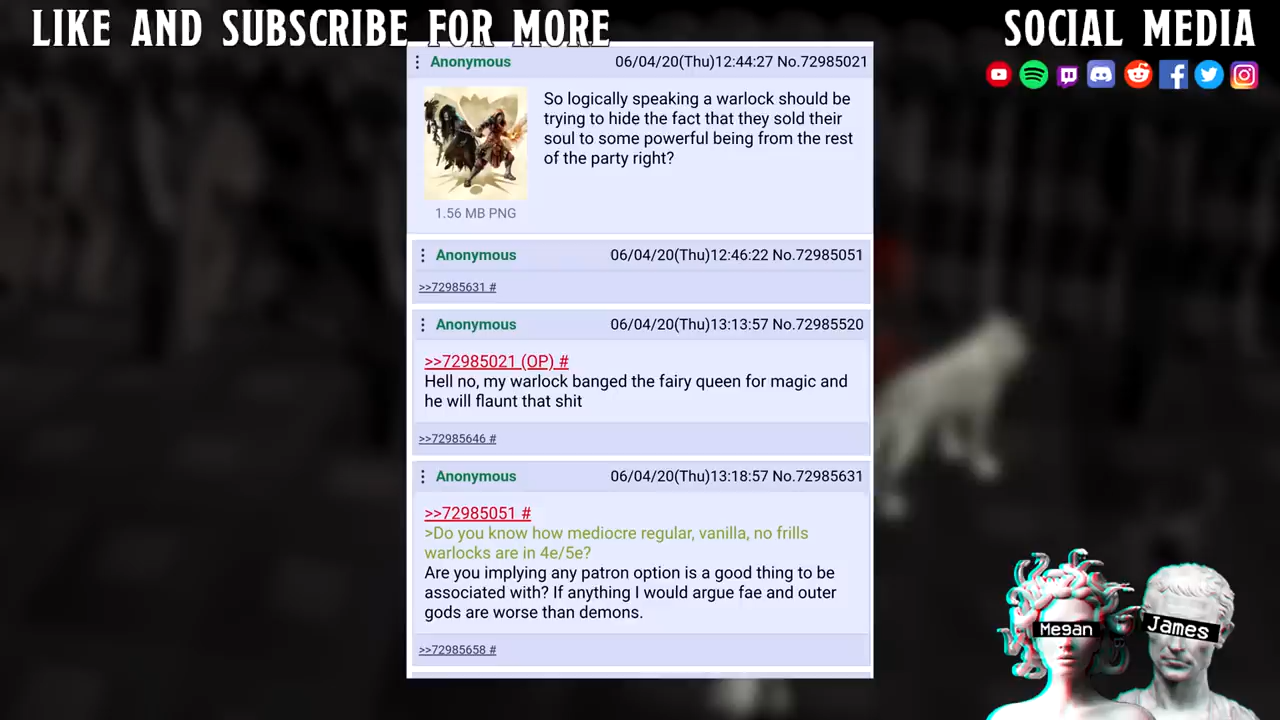 LIKE AND SUBSCRIBE FOR MORE
SOCIAL MEDIA
Anonymous 06/04/20(Thu)12:44:27 No.72985021
So logically speaking a warlock should be
trying to hide the fact that they sold their
soul to some powerful being from the rest
of the party right?
1.56 MB PNG
Anonymous 06/04/20(Thu)12:46:22 No.72985051
>>72985631 #
Anonymous 06/04/20(Thu)13:13:57 No.72985520
>>72985021 (OP) #
Hell no, my warlock banged the fairy queen for magic and
he will flaunt that shit
>>72985646 #
Anonymous 06/04/20(Thu)13:18:57 No.72985631
>>72985051 #
>Do you know how mediocre regular, vanilla, no frills
warlocks are in 4e/5e?
Are you implying any patron option is a good thing to be
associated with? If anything I would argue fae and outer
gods are worse than demons.
>>72985658 #
Megan
James